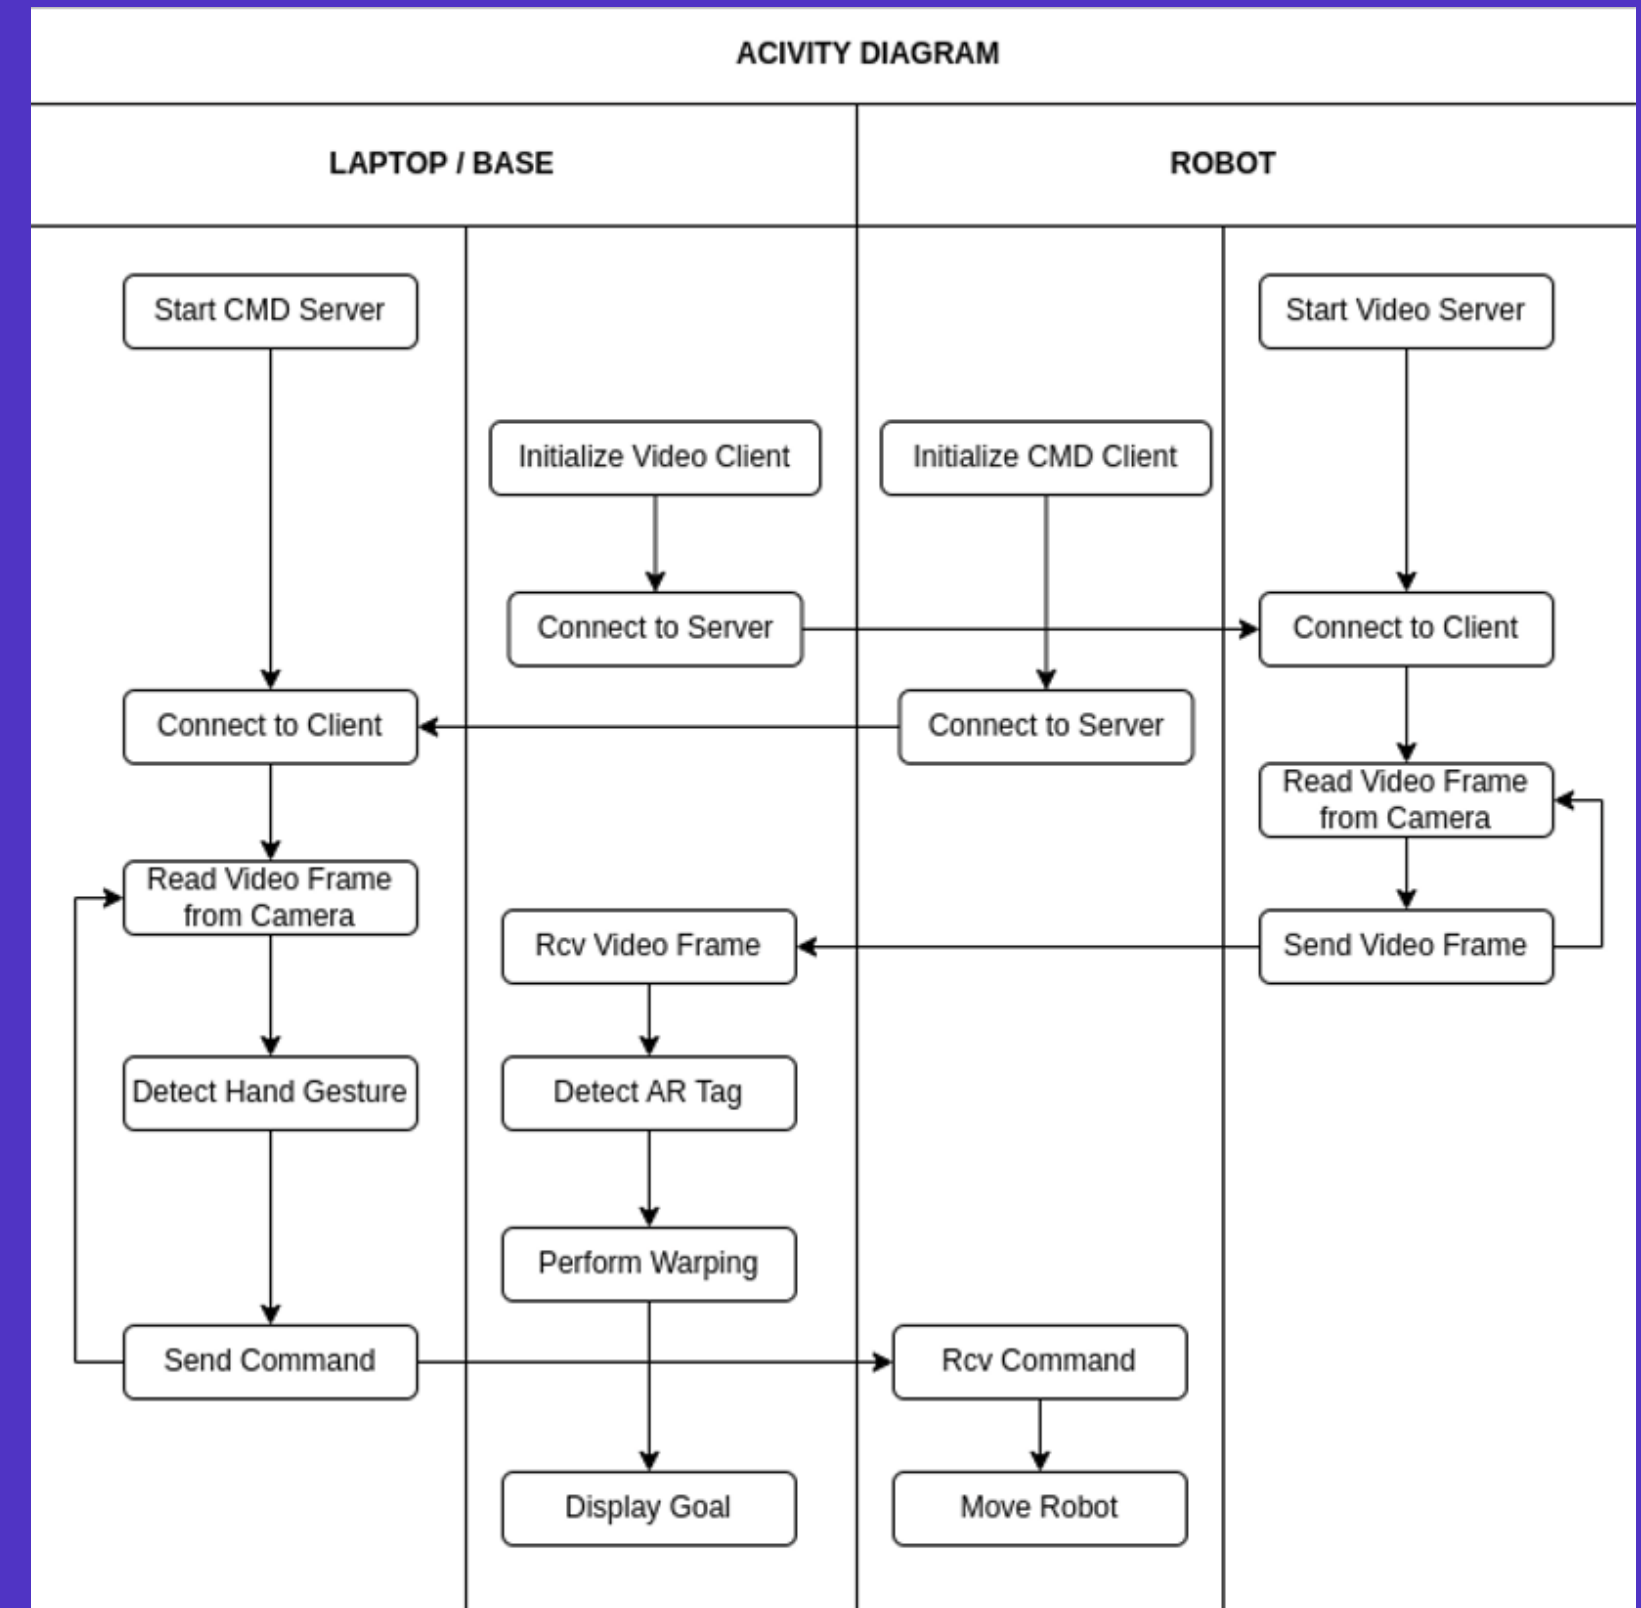 ACIVITY DIAGRAM
LAPTOP / BASE
ROBOT
Start CMD Server
Start Video Server
Initialize Video Client
Initialize CMD Client
Connect to Server
Connect to Client
Connect to Client
Connect to Server
Read Video Frame
from Camera
Read Video Frame
from Camera
Rcv Video Frame
Send Video Frame
Detect Hand Gesture
Detect AR Tag
Perform Warping
Send Command
Rcv Command
Display Goal
Move Robot